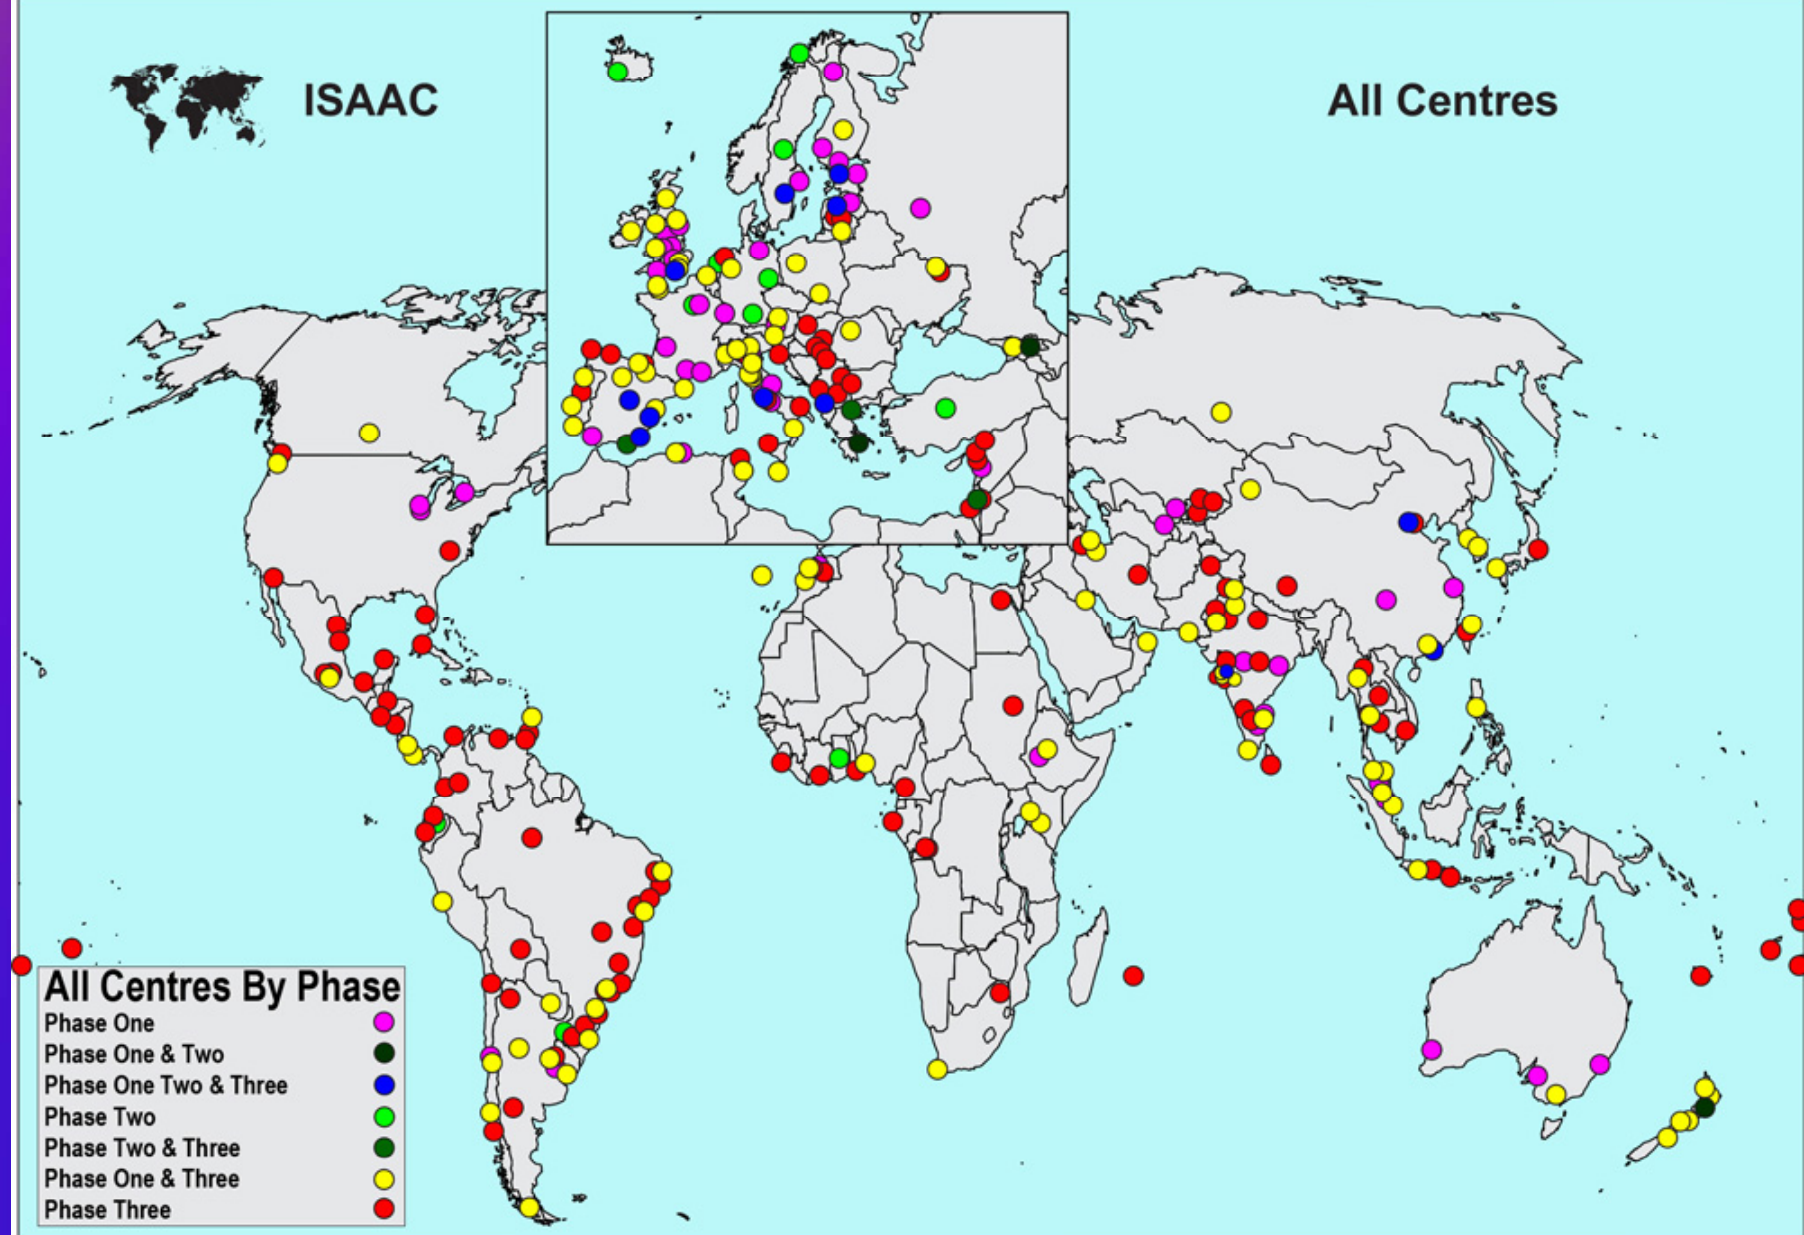 ISAAC
All Centres
All Centres By Phase
Phase One
Phase One & Two
Phase One Two & Three
Phase Two
Phase Two & Three
Phase One & Three
Phase Three